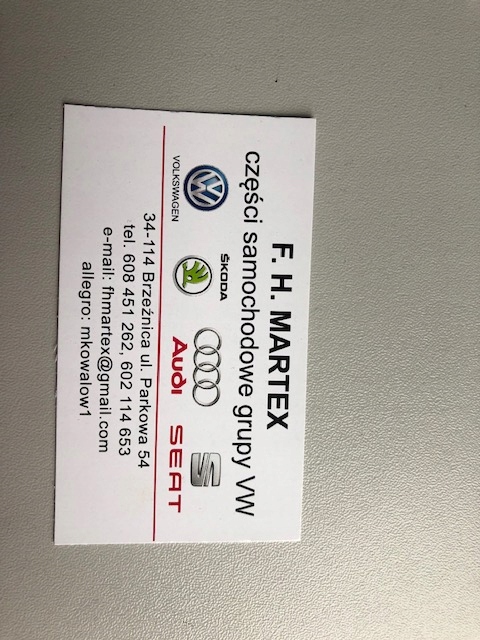 F. H. MARTEX
części samochodowe grupy VW
VOLKSWAGEN
ŠKODA
Audi
SEAT
34-114 Brzeźnica ul. Parkowa 54
tel. 608 451 262, 602 114 653
e-mail: fhmartex@gmail.com
allegro: mkowalow1